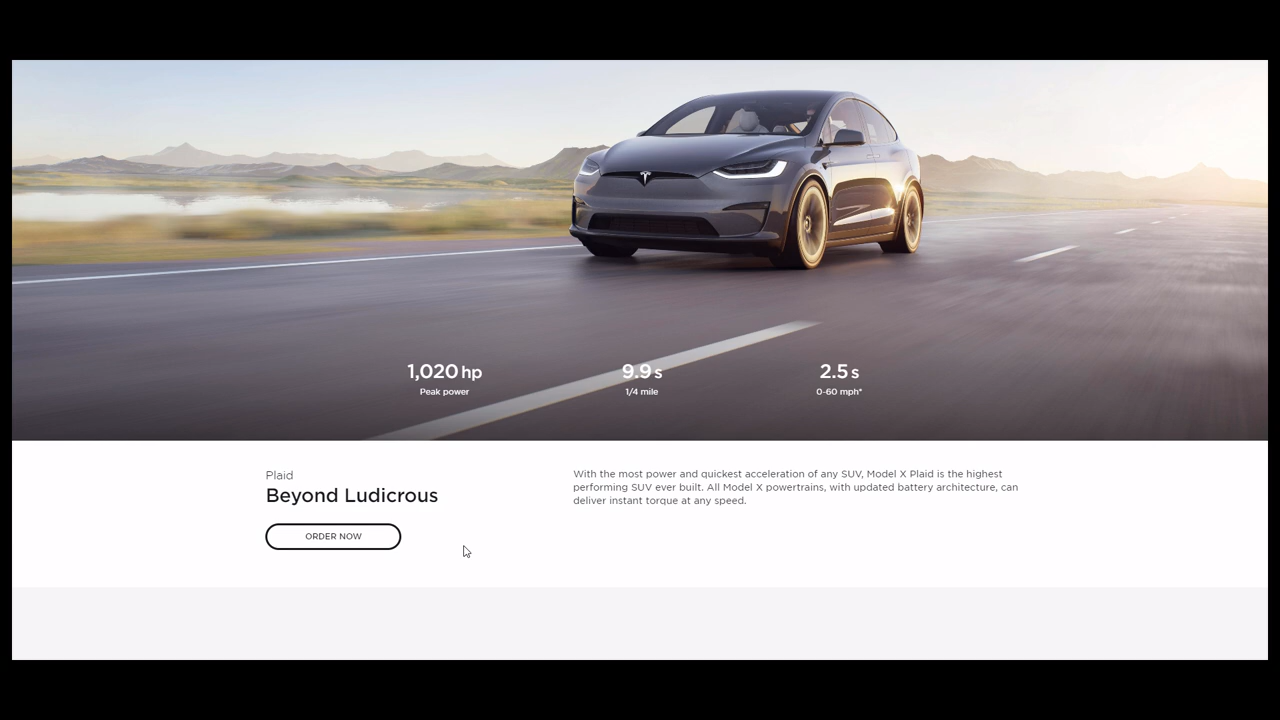 1,020 hp 9.9 s 2.5 s
Peak power 1/4 mile 0-60 mph*
Plaid
Beyond Ludicrous
ORDER NOW
With the most power and quickest acceleration of any SUV, Model X Plaid is the highest
performing SUV ever built. All Model X powertrains, with updated battery architecture, can
deliver instant torque at any speed.